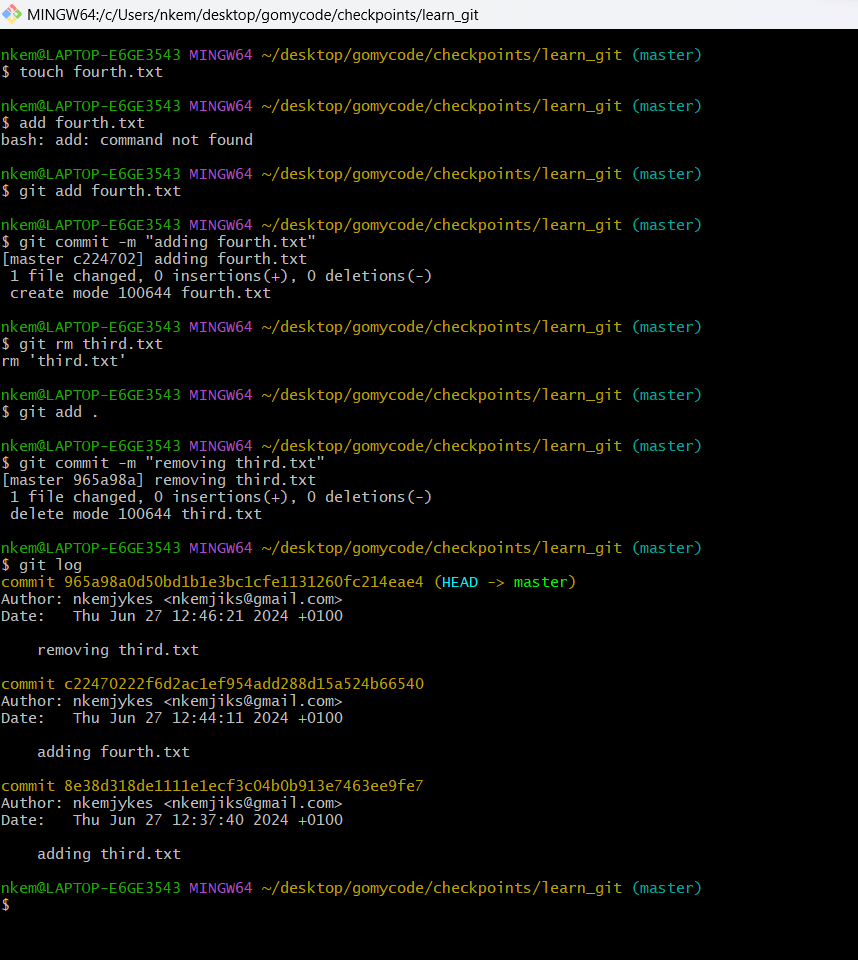 MINGW64:/c/Users/nkem/desktop/gomycode/checkpoints/learn_git
nkem@LAPTOP-E6GE3543 MINGW64 ~/desktop/gomycode/checkpoints/learn_git (master)
$ touch fourth.txt
nkem@LAPTOP-E6GE3543 MINGW64 ~/desktop/gomycode/checkpoints/learn_git (master)
$ add fourth.txt
bash: add: command not found
nkem@LAPTOP-E6GE3543 MINGW64 ~/desktop/gomycode/checkpoints/learn_git (master)
$ git add fourth.txt
nkem@LAPTOP-E6GE3543 MINGW64 ~/desktop/gomycode/checkpoints/learn_git (master)
$ git commit -m "adding fourth.txt"
[master c224702] adding fourth.txt
 1 file changed, 0 insertions(+), 0 deletions(-)
 create mode 100644 fourth.txt
nkem@LAPTOP-E6GE3543 MINGW64 ~/desktop/gomycode/checkpoints/learn_git (master)
$ git rm third.txt
rm 'third.txt'
nkem@LAPTOP-E6GE3543 MINGW64 ~/desktop/gomycode/checkpoints/learn_git (master)
$ git add .
nkem@LAPTOP-E6GE3543 MINGW64 ~/desktop/gomycode/checkpoints/learn_git (master)
$ git commit -m "removing third.txt"
[master 965a98a] removing third.txt
 1 file changed, 0 insertions(+), 0 deletions(-)
 delete mode 100644 third.txt
nkem@LAPTOP-E6GE3543 MINGW64 ~/desktop/gomycode/checkpoints/learn_git (master)
$ git log
commit 965a98a0d50bd1b1e3bc1cfe1131260fc214eae4 (HEAD -> master)
Author: nkemjykes <nkemjiks@gmail.com>
Date:   Thu Jun 27 12:46:21 2024 +0100
    removing third.txt
commit c22470222f6d2ac1ef954add288d15a524b66540
Author: nkemjykes <nkemjiks@gmail.com>
Date:   Thu Jun 27 12:44:11 2024 +0100
    adding fourth.txt
commit 8e38d318de1111e1ecf3c04b0b913e7463ee9fe7
Author: nkemjykes <nkemjiks@gmail.com>
Date:   Thu Jun 27 12:37:40 2024 +0100
    adding third.txt
nkem@LAPTOP-E6GE3543 MINGW64 ~/desktop/gomycode/checkpoints/learn_git (master)
$